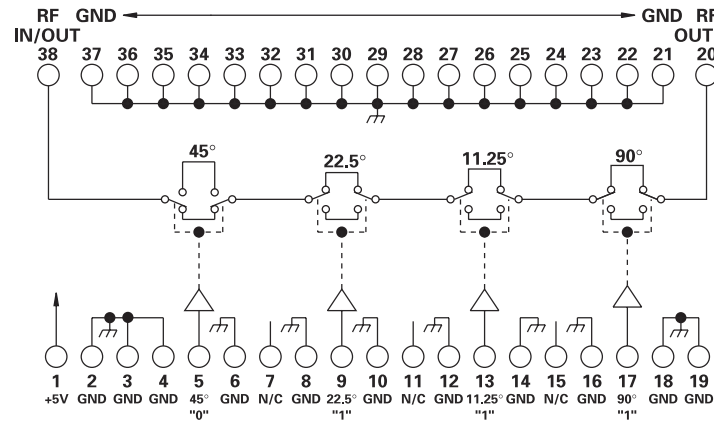 RF GND GND RF
IN/OUT OUT
38 37 36 35 34 33 32 31 30 29 28 27 26 25 24 23 22 21 20
45° 22.5° 11.25° 90°
1 2 3 4 5 6 7 8 9 10 11 12 13 14 15 16 17 18 19
+5V GND GND GND 45° GND N/C GND 22.5° GND N/C GND 11.25° GND N/C GND 90° GND GND
"0" "1" "1" "1"